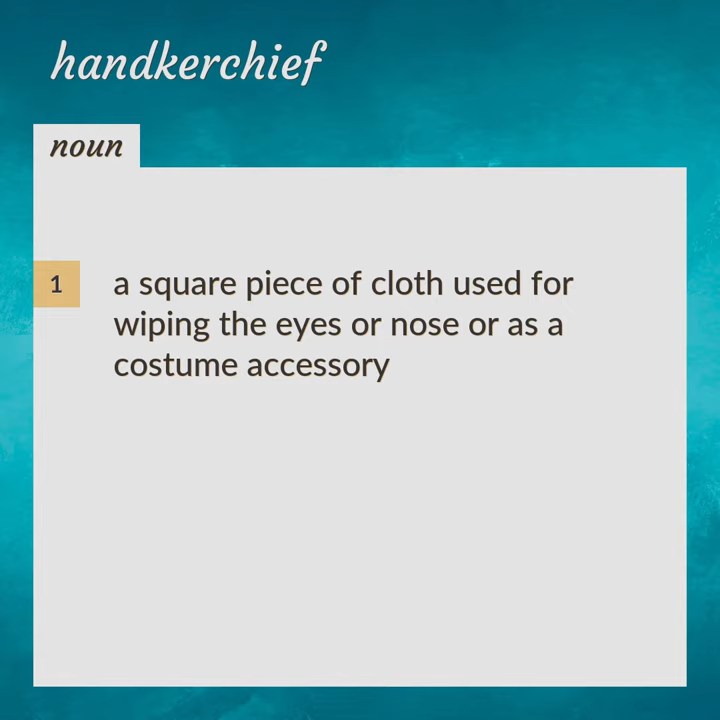 handkerchief
noun
1
a square piece of cloth used for
wiping the eyes or nose or as a
costume accessory